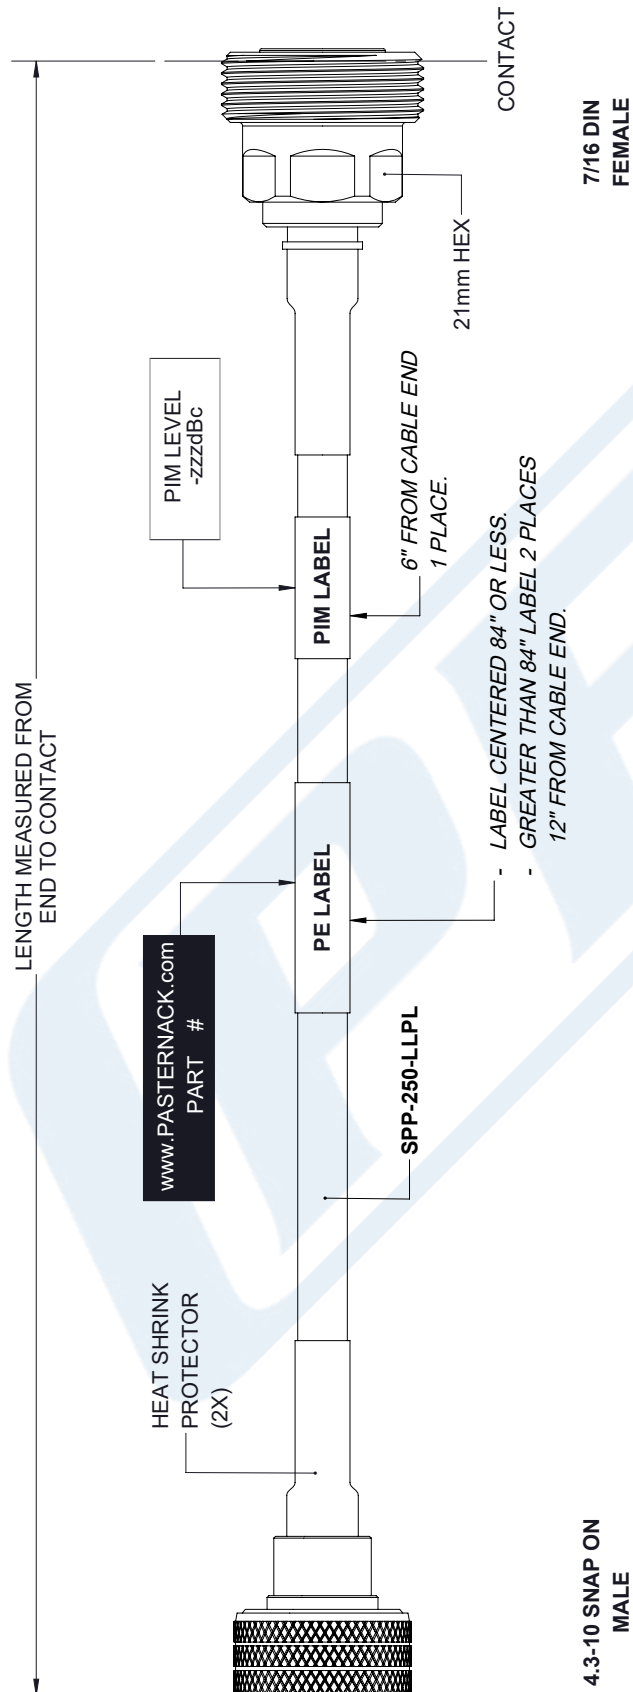 LENGTH MEASURED FROM
END TO CONTACT
HEAT SHRINK
PROTECTOR
(2X)
www.PASTERNACK.com
PART #
PIM LEVEL
-zzzdBc
PE LABEL
PIM LABEL
SPP-250-LLPL
6" FROM CABLE END
1 PLACE.
21mm HEX
CONTACT
- LABEL CENTERED 84" OR LESS.
- GREATER THAN 84" LABEL 2 PLACES
12" FROM CABLE END.
4.3-10 SNAP ON
MALE
7/16 DIN
FEMALE